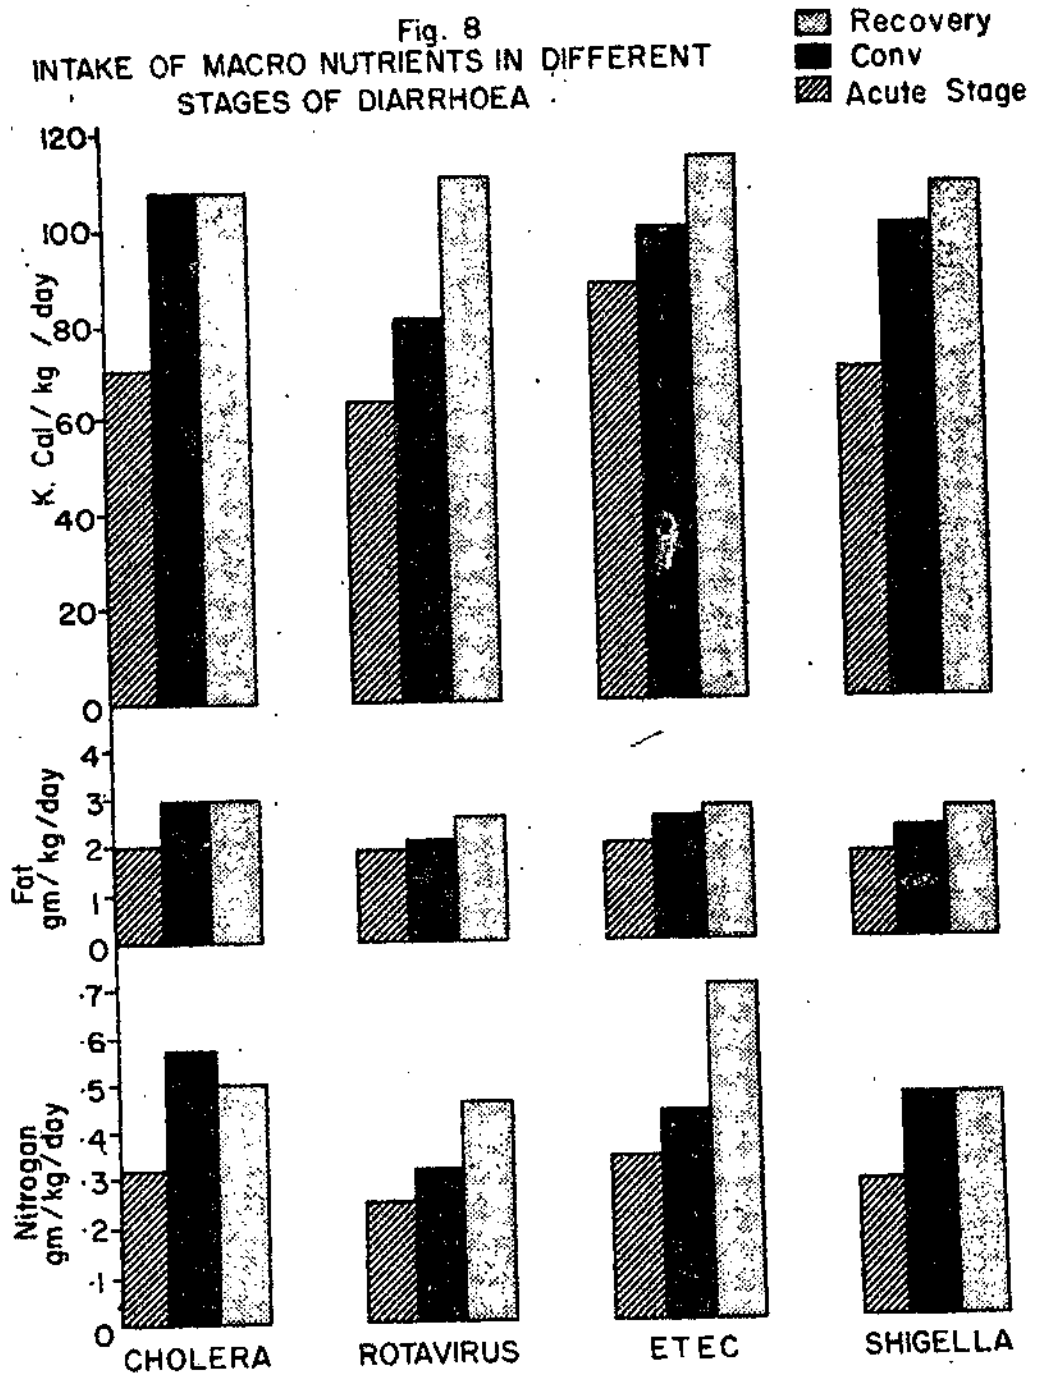 Fig. 8
INTAKE OF MACRO NUTRIENTS IN DIFFERENT
STAGES OF DIARRHOEA
Recovery
Conv
Acute Stage
K. Cal / kg / day
120
100
80
60
40
20
0
Fat
gm / kg /day
4
3
2
1
0
Nitrogan
gm/kg/day
.7
.6
.5
.4
.3
.2
.1
0
CHOLERA
ROTAVIRUS
ETEC
SHIGELLA